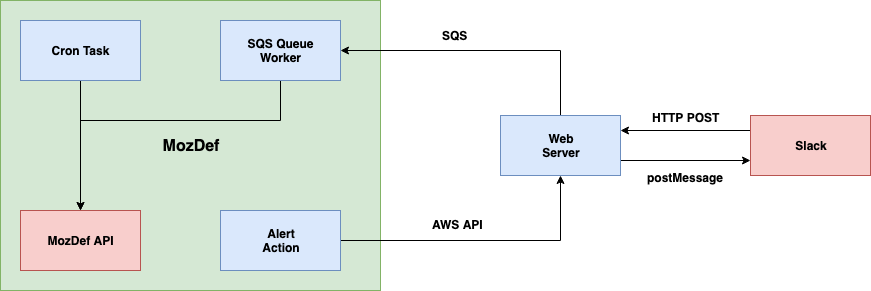 Cron Task
SQS Queue
Worker
SQS
MozDef
Web
Server
HTTP POST
postMessage
Slack
MozDef API
Alert
Action
AWS API